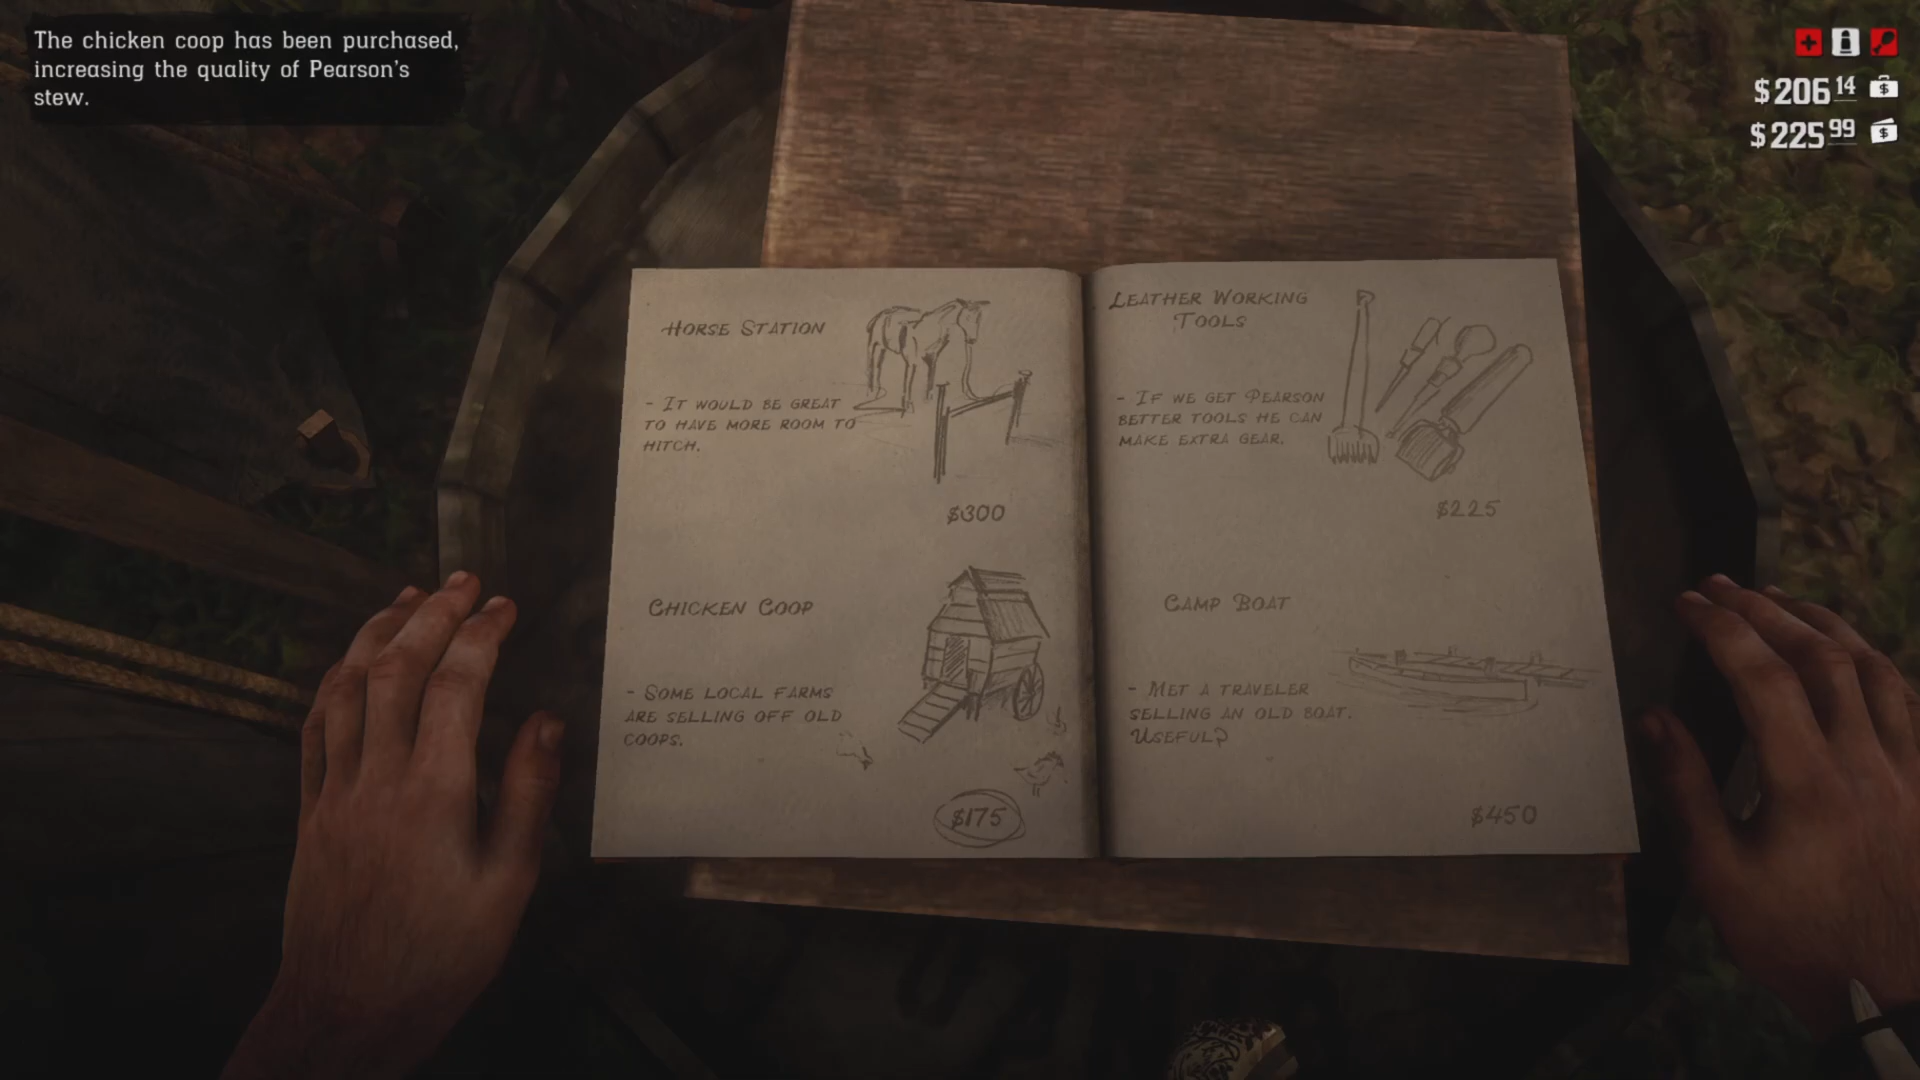 The chicken coop has been purchased,
increasing the quality of Pearson's
stew.
$206 14
$225 99
HORSE STATION
- IT WOULD BE GREAT
TO HAVE MORE ROOM TO
HITCH.
$300
CHICKEN COOP
- SOME LOCAL FARMS
ARE SELLING OFF OLD
COOPS.
$175
LEATHER WORKING
TOOLS
- IF WE GET PEARSON
BETTER TOOLS HE CAN
MAKE EXTRA GEAR.
$225
CAMP BOAT
- MET A TRAVELER
SELLING AN OLD BOAT.
USEFUL?
$450